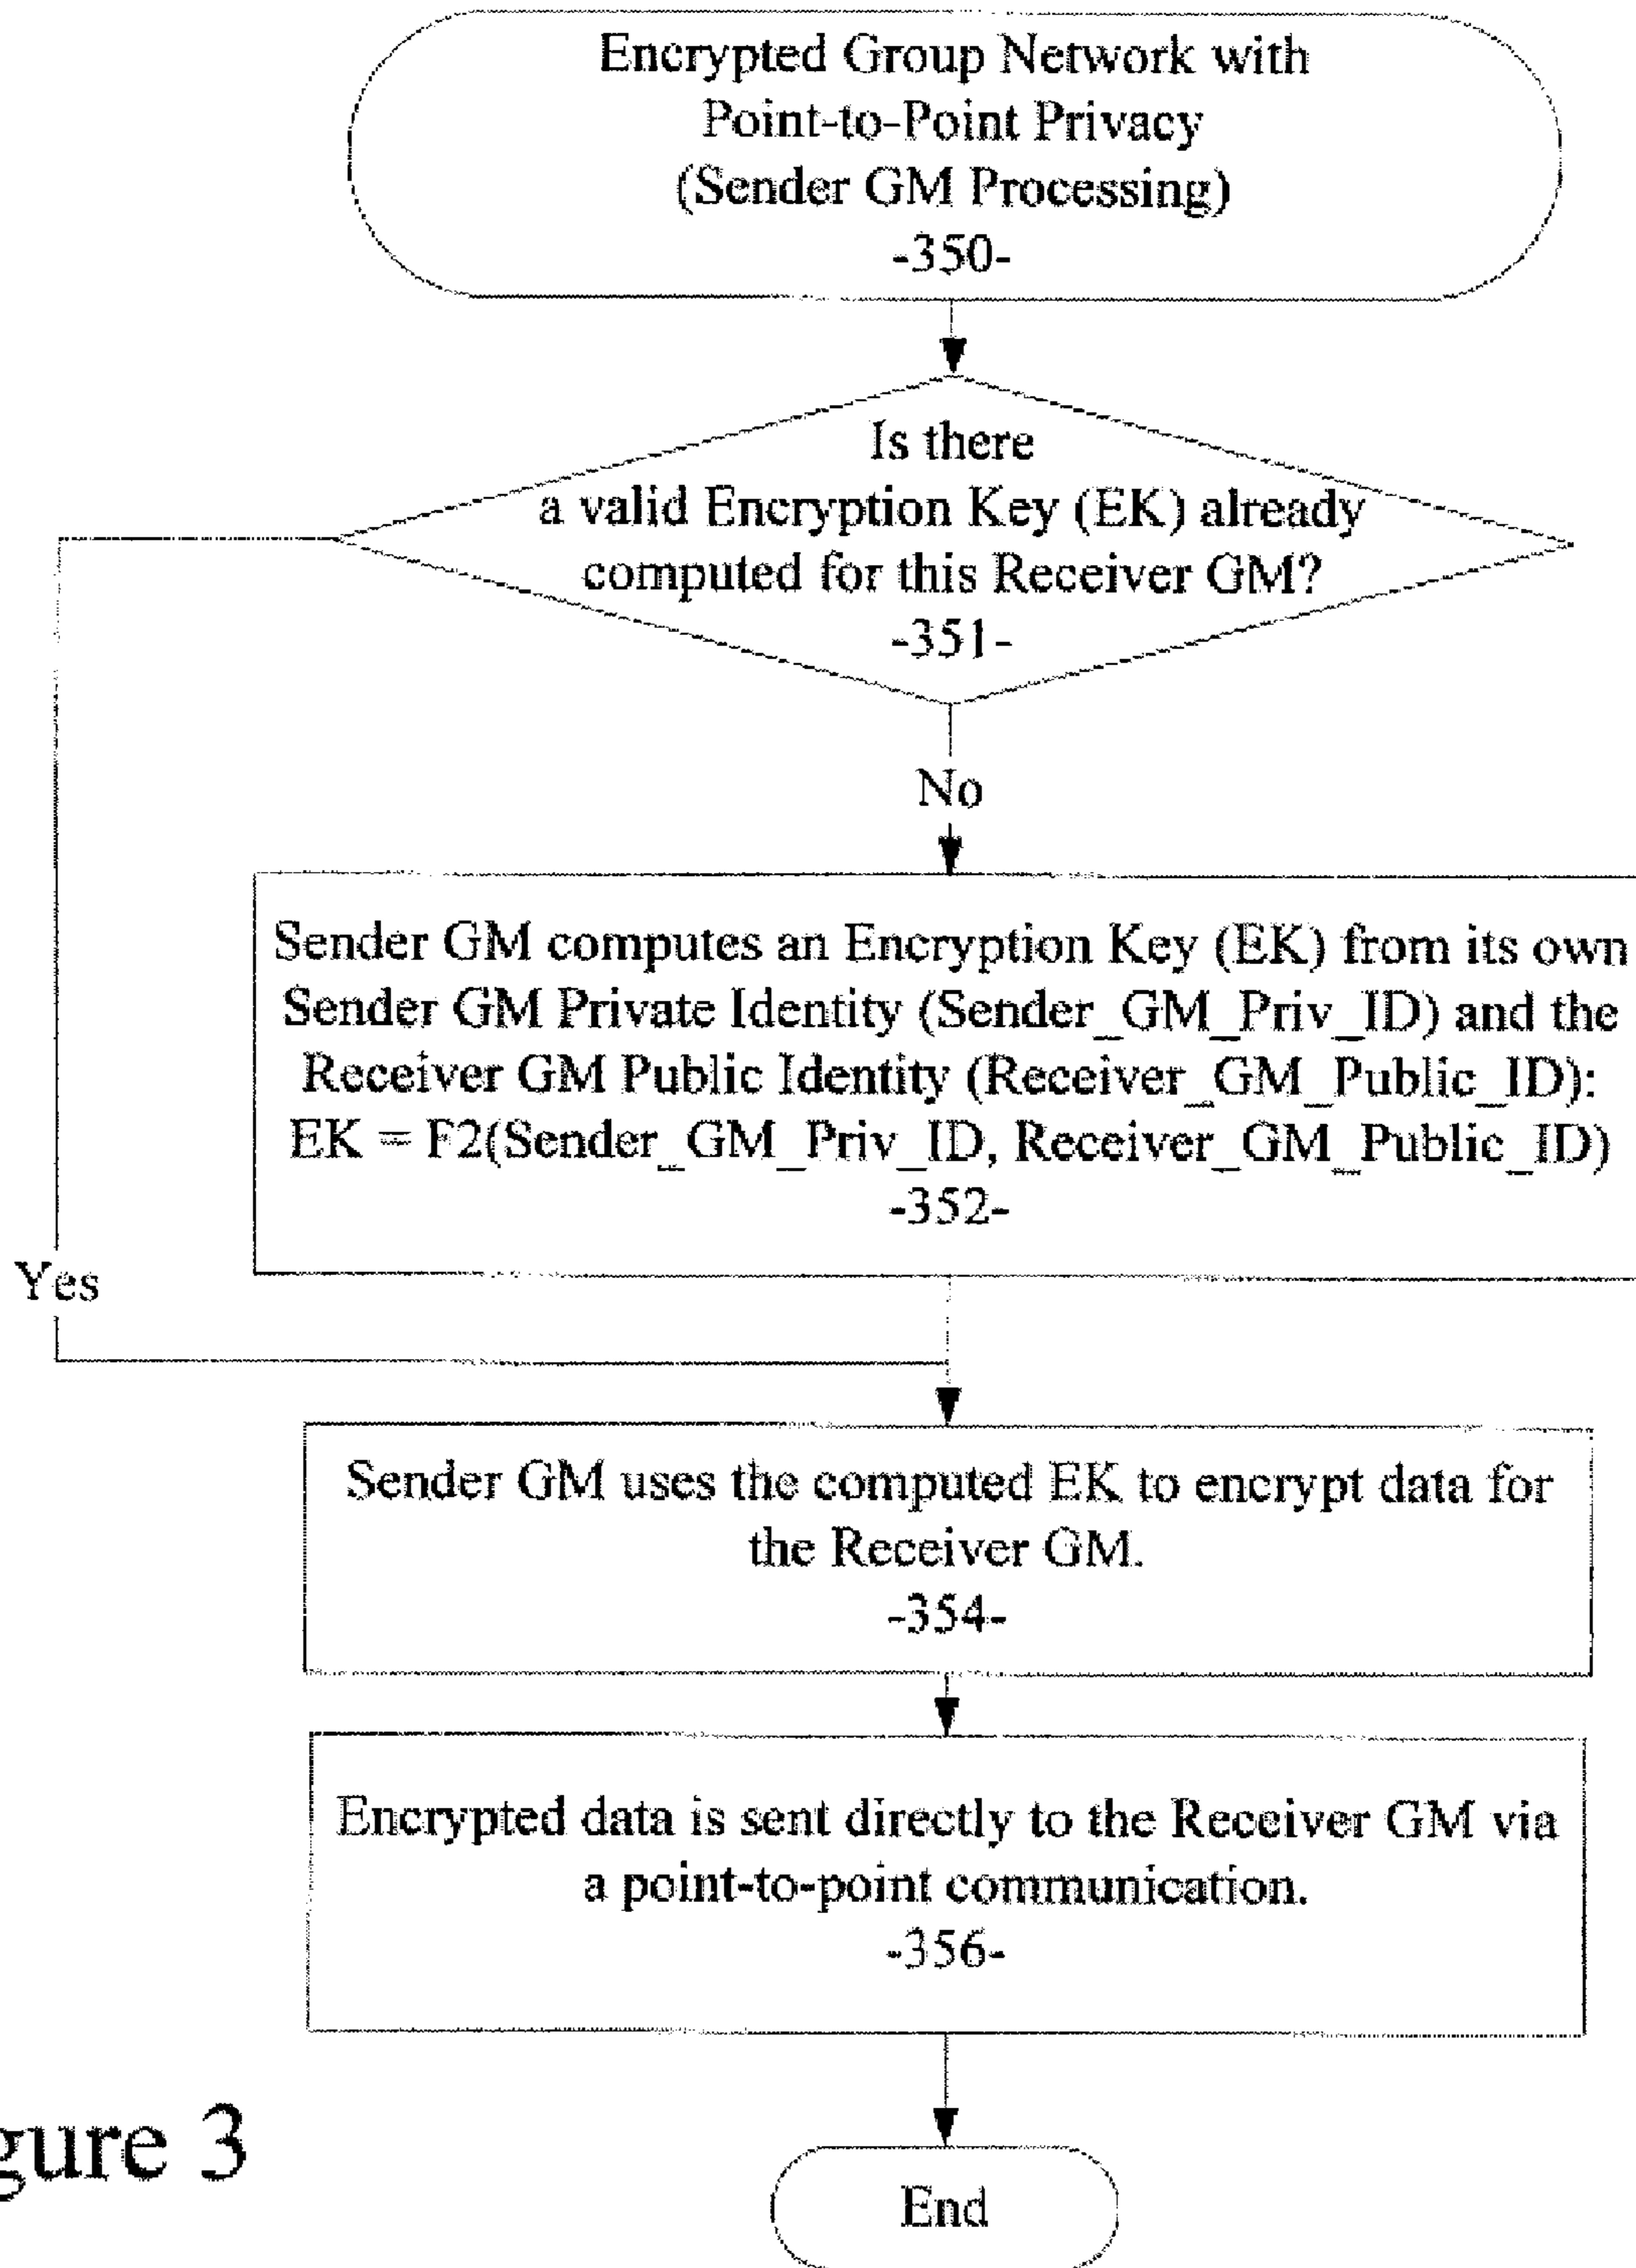 Encrypted Group Network with
Point-to-Point Privacy
(Sender GM Processing)
-350-
Is there
a valid Encryption Key (EK) already
computed for this Receiver GM?
-351-
No
Sender GM computes an Encryption Key (EK) from its own
Sender GM Private Identity (Sender_GM_Priv_ID) and the
Receiver GM Public Identity (Receiver_GM_Public_ID):
EK = F2(Sender_GM_Priv_ID, Receiver_GM_Public_ID)
-352-
Yes
Sender GM uses the computed EK to encrypt data for
the Receiver GM.
-354-
Encrypted data is sent directly to the Receiver GM via
a point-to-point communication.
-356-
gure 3
End